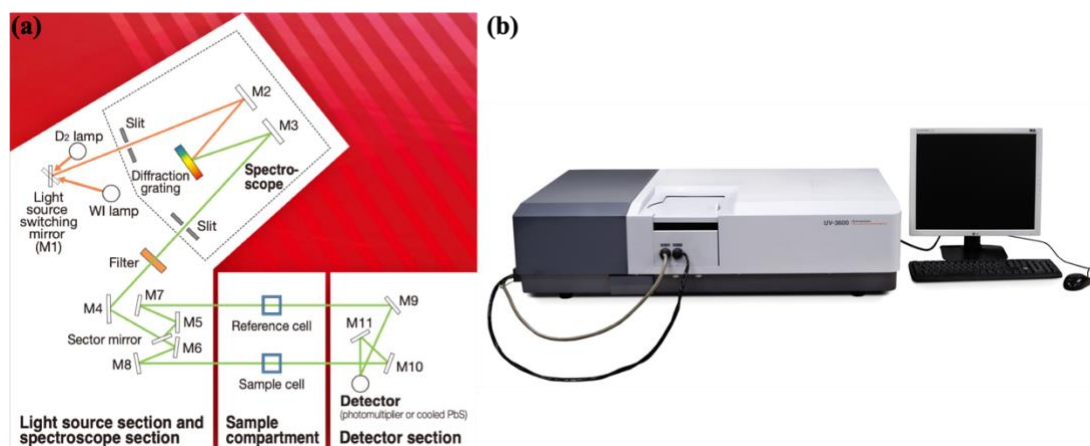 (a)
(b)
M2
M3
Slit
D2 lamp
Diffraction
grating
Spectro-
scope
Light
source
switching
mirror
(M1)
WI lamp
Slit
Filter
M4
M7
M5
Sector mirror
M6
M8
Reference cell
Sample cell
M9
M11
M10
Detector
(photomultiplier or cooled PbS)
Light source section and
spectroscope section
Sample
compartment
Detector section
UV-3600